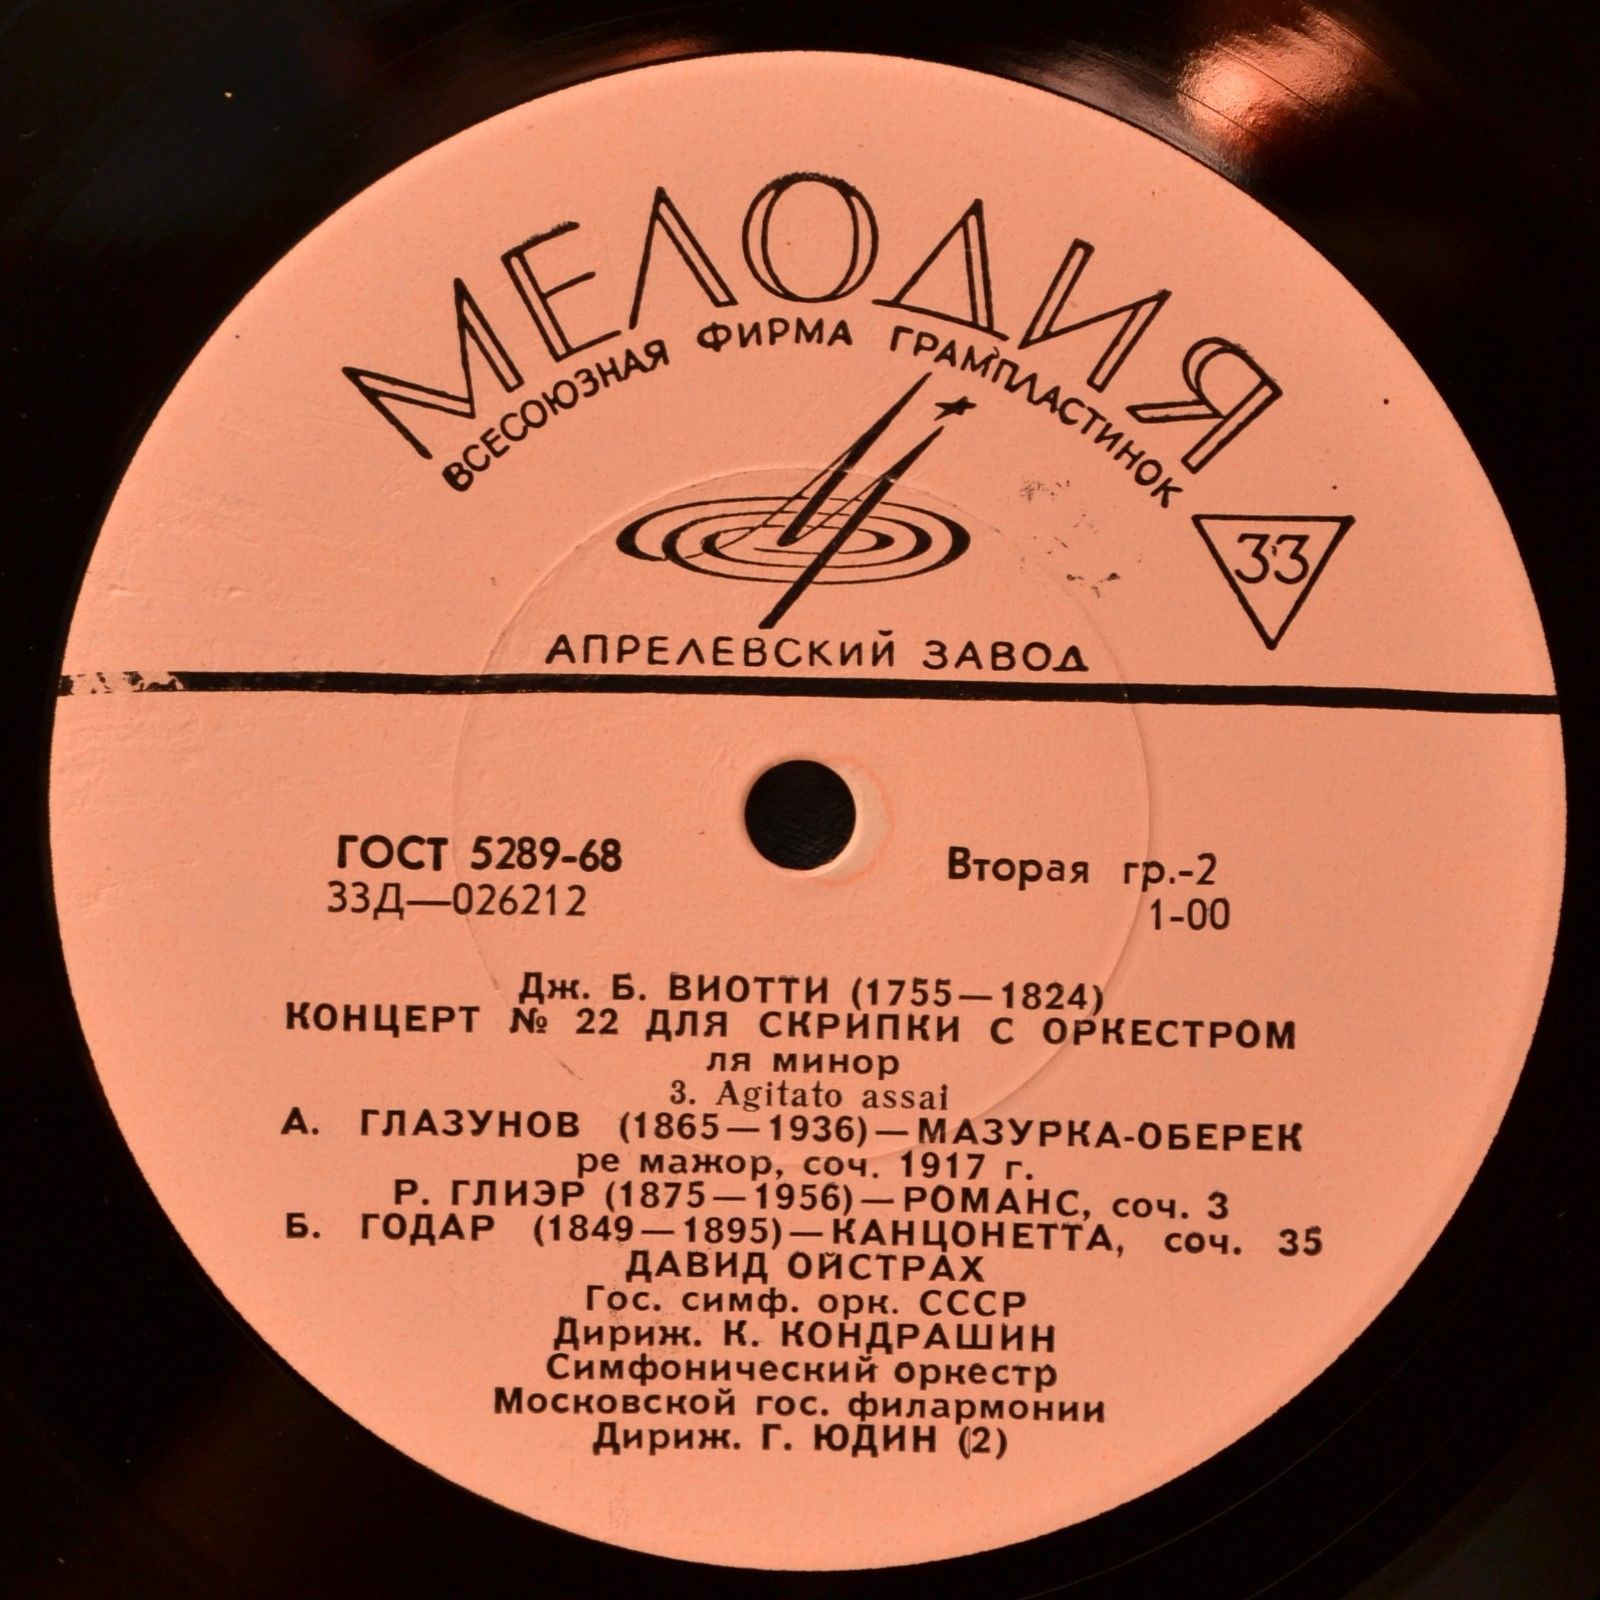 МЕЛОДИЯ
ВСЕСОЮЗНАЯ ФИРМА ГРАМПЛАСТИНОК
33
АПРЕЛЕВСКИЙ ЗАВОД
ГОСТ 5289-68
Вторая гр.-2
33Д—026212
1-00
Дж. Б. ВИОТТИ (1755—1824)
КОНЦЕРТ № 22 ДЛЯ СКРИПКИ С ОРКЕСТРОМ
ля минор
3. Agitato assai
А. ГЛАЗУНОВ (1865—1936)—МАЗУРКА-ОБЕРЕК
ре мажор, соч. 1917 г.
Р. ГЛИЭР (1875—1956)—РОМАНС, соч. 3
Б. ГОДАР (1849—1895)—КАНЦОНЕТТА, соч. 35
ДАВИД ОЙСТРАХ
Гос. симф. орк. СССР
Дириж. К. КОНДРАШИН
Симфонический оркестр
Московской гос. филармонии
Дириж. Г. ЮДИН (2)